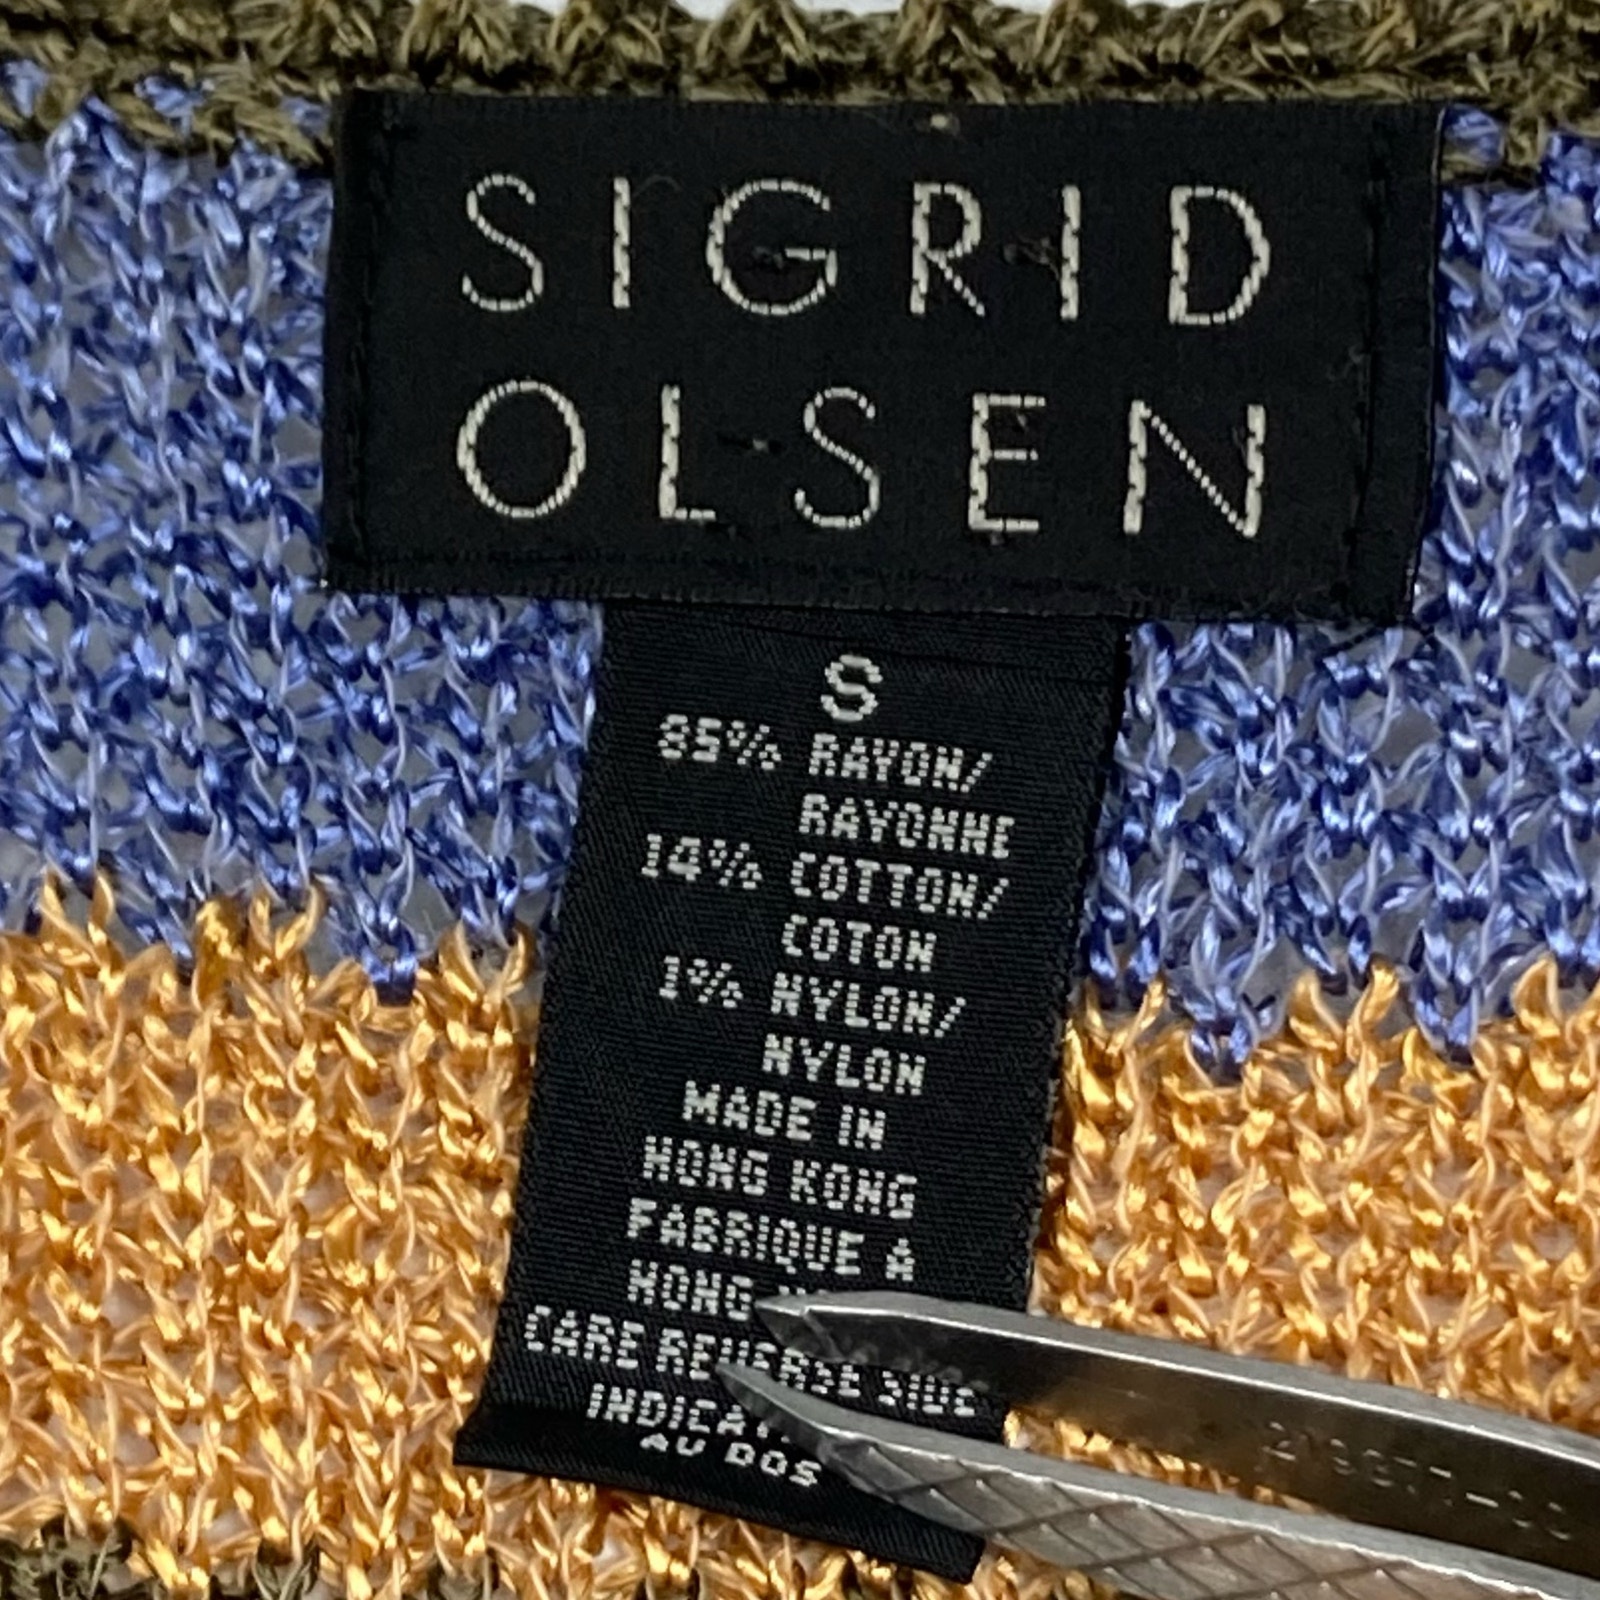 SIGRID
OLSEN
S
85% RAYON/
RAYONNE
14% COTTON/
COTON
1% NYLON/
NYLON
MADE IN
HONG KONG
FABRIQUE A
HONG
CARE REVERSE SIDE
AU DOS